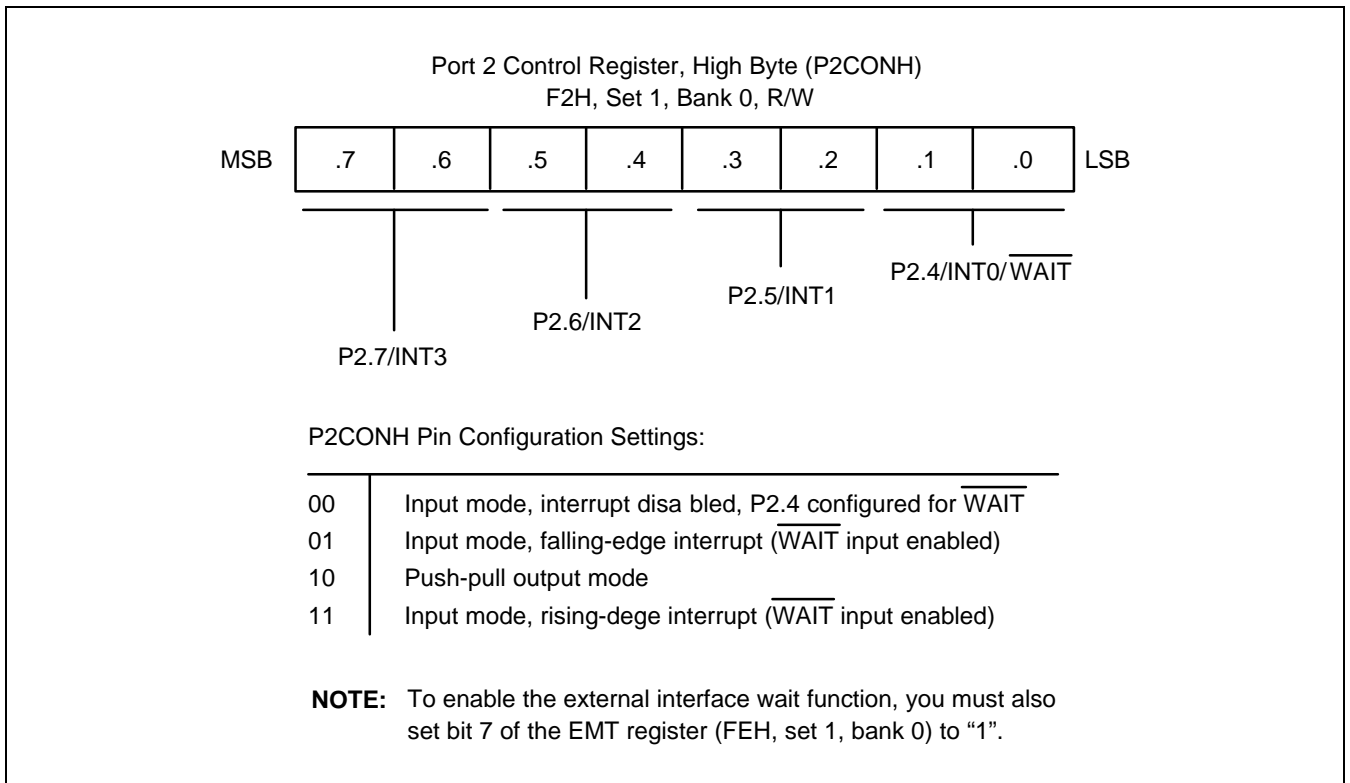 Port 2 Control Register, High Byte (P2CONH)
F2H, Set 1, Bank 0, R/W
MSB .7 .6 .5 .4 .3 .2 .1 .0 LSB
P2.4/INT0/WAIT
P2.5/INT1
P2.6/INT2
P2.7/INT3
P2CONH Pin Configuration Settings:
00 Input mode, interrupt disa bled, P2.4 configured for WAIT
01 Input mode, falling-edge interrupt (WAIT input enabled)
10 Push-pull output mode
11 Input mode, rising-dege interrupt (WAIT input enabled)
NOTE: To enable the external interface wait function, you must also
set bit 7 of the EMT register (FEH, set 1, bank 0) to “1”.